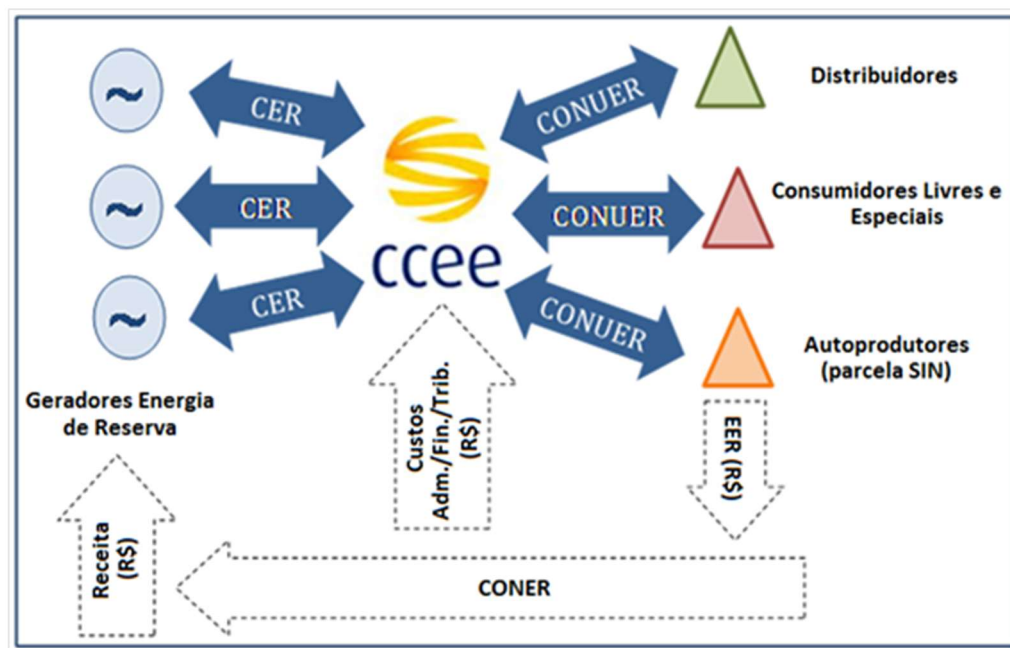 CER
CER
CER
ccee
CONUER
CONUER
CONUER
Distribuidores
Consumidores Livres e
Especiais
Autoprodutores
(parcela SIN)
Geradores Energia
de Reserva
Custos
Adm./Fin./Trib.
(R$)
EER (R$)
Receita
(R$)
CONER